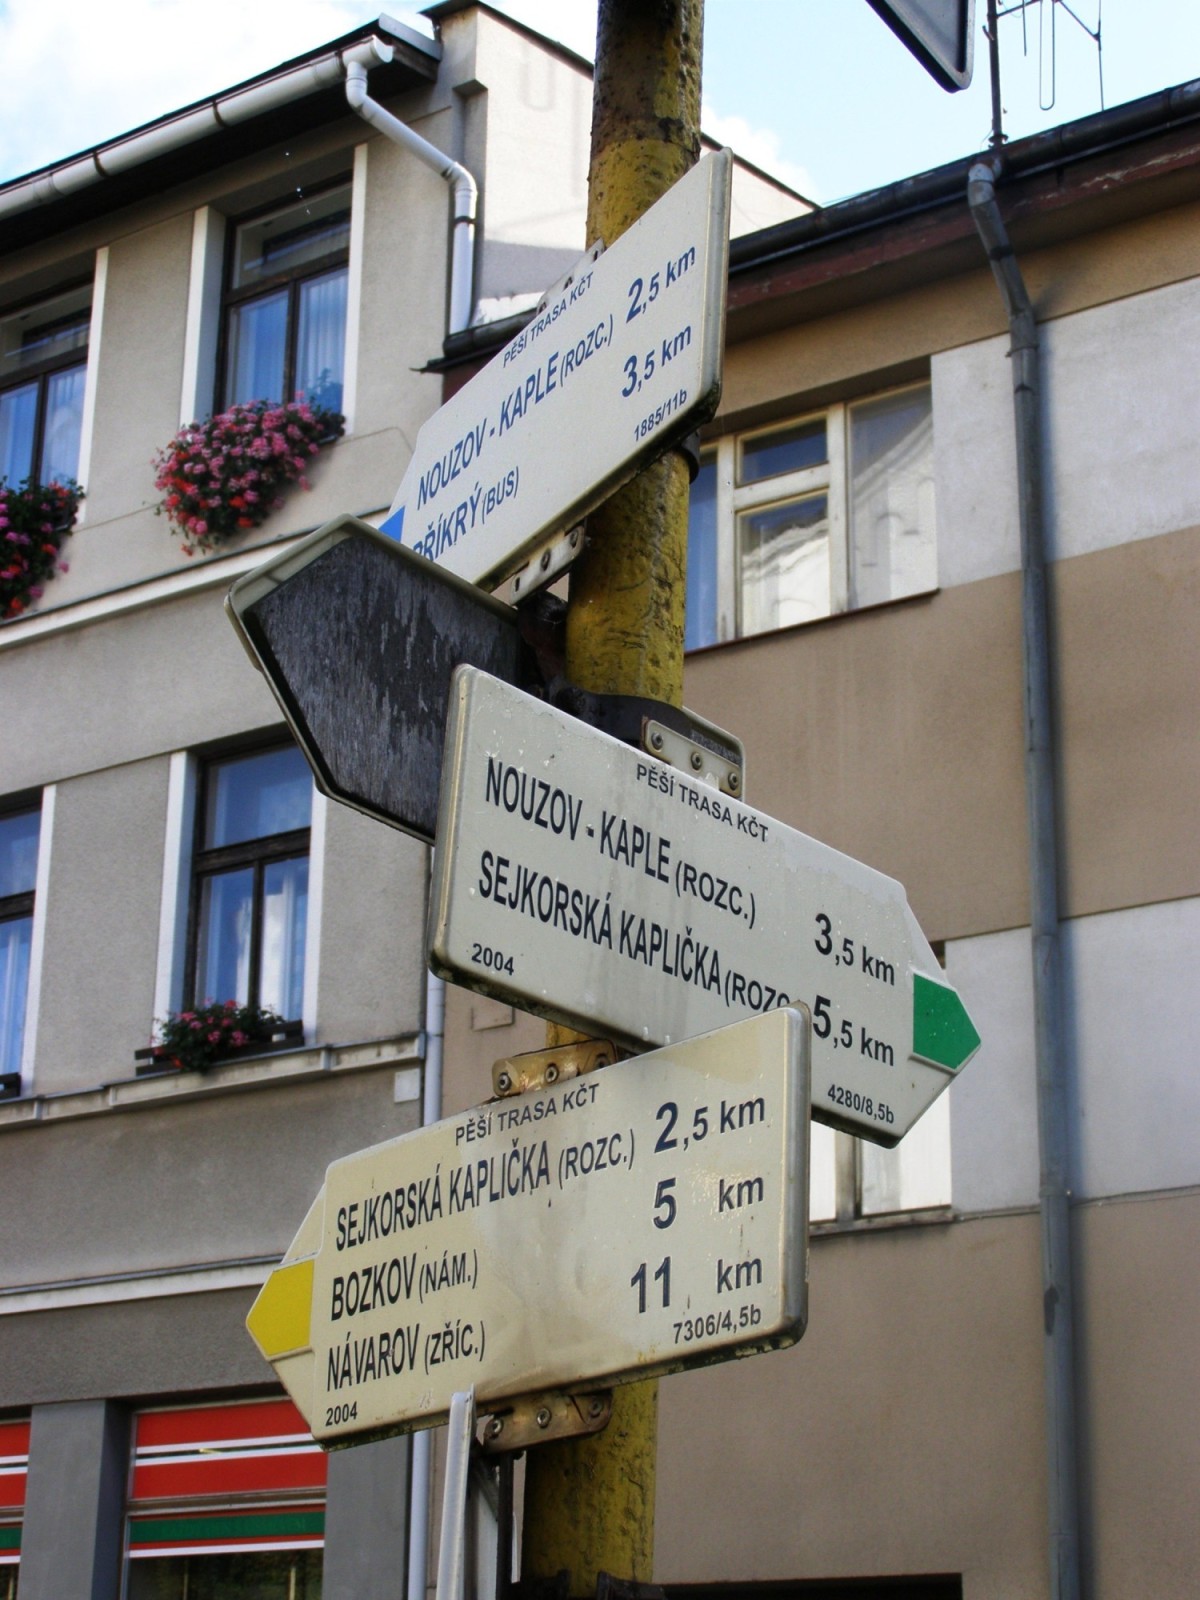 PĚŠÍ TRASA KČT
NOUZOV - KAPLE (ROZC.) 2,5 km
PŘÍKRÝ (BUS) 3,5 km
1885/11b
PĚŠÍ TRASA KČT
NOUZOV - KAPLE (ROZC.) 3,5 km
SEJKORSKÁ KAPLIČKA (ROZC. 5,5 km
2004 4280/8,5b
PĚŠÍ TRASA KČT
SEJKORSKÁ KAPLIČKA (ROZC.) 2,5 km
BOZKOV (NÁM.) 5 km
NÁVAROV (ZŘÍC.) 11 km
2004 7306/4,5b